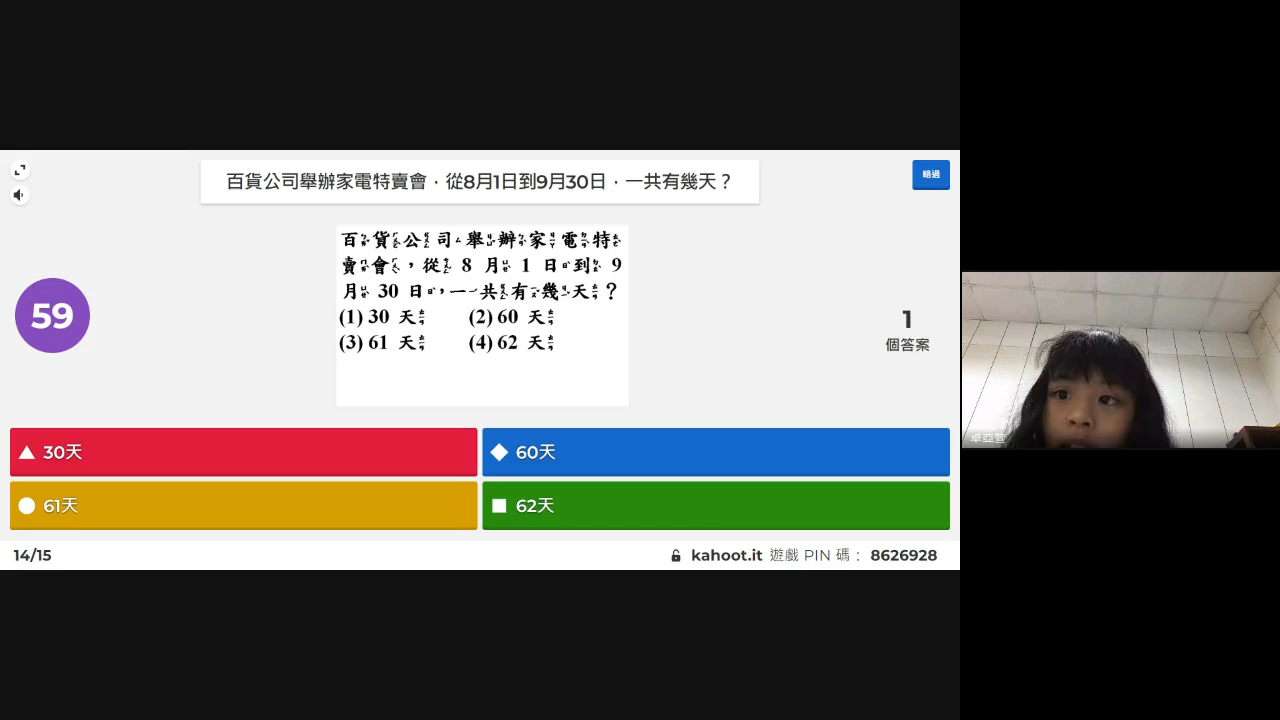 百貨公司舉辦家電特賣會，從8月1日到9月30日，一共有幾天？
略過
百貨公司舉辦家電特
賣會，從 8 月 1 日到 9
月 30 日，一共有幾天？
(1) 30 天 (2) 60 天
(3) 61 天 (4) 62 天
59
1
個答案
30天
60天
61天
62天
14/15
kahoot.it 遊戲 PIN 碼： 8626928
卓亞萱